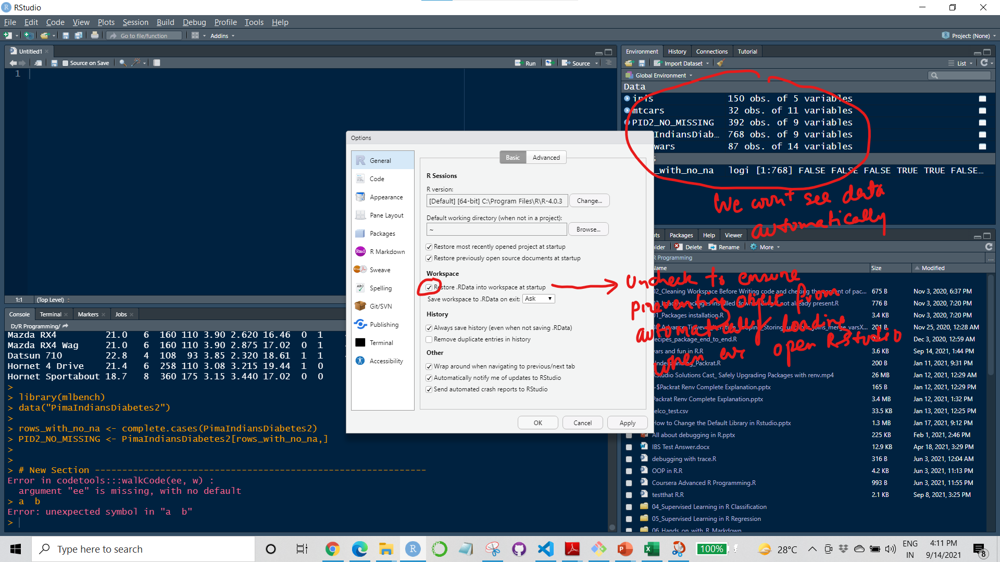 RStudio
File Edit Code View Plots Session Build Debug Profile Tools Help
Go to file/function Addins Project: (None)
Untitled1
Source on Save Run Source
1
1:1 (Top Level)
Console Terminal Markers Jobs
D:/R Programming/
Mazda RX4 21.0 6 160 110 3.90 2.620 16.46 0 1
Mazda RX4 Wag 21.0 6 160 110 3.90 2.875 17.02 0 1
Datsun 710 22.8 4 108 93 3.85 2.320 18.61 1 1
Hornet 4 Drive 21.4 6 258 110 3.08 3.215 19.44 1 0
Hornet Sportabout 18.7 8 360 175 3.15 3.440 17.02 0 0
>
> library(mlbench)
> data("PimaIndiansDiabetes2")
>
> rows_with_no_na <- complete.cases(PimaIndiansDiabetes2)
> PID2_NO_MISSING <- PimaIndiansDiabetes2[rows_with_no_na,]
>
>
> # New Section ----------------------------------------------------------
Error in codetools:::walkCode(ee, w) :
argument "ee" is missing, with no default
> a  b
Error: unexpected symbol in "a  b"
>
Options
General
Code
Appearance
Pane Layout
Packages
R Markdown
Sweave
Spelling
Git/SVN
Publishing
Terminal
Accessibility
Basic Advanced
R Sessions
R version:
[Default] [64-bit] C:\Program Files\R\R-4.0.3 Change...
Default working directory (when not in a project):
~ Browse...
Restore most recently opened project at startup
Restore previously open source documents at startup
Workspace
Restore .RData into workspace at startup
Save workspace to .RData on exit: Ask
History
Always save history (even when not saving .RData)
Remove duplicate entries in history
Other
Wrap around when navigating to previous/next tab
Automatically notify me of updates to RStudio
Send automated crash reports to RStudio
OK Cancel Apply
Environment History Connections Tutorial
Import Dataset List
Global Environment
Data
iris 150 obs. of 5 variables
mtcars 32 obs. of 11 variables
PID2_NO_MISSING 392 obs. of 9 variables
IndiansDiab… 768 obs. of 9 variables
wars 87 obs. of 14 variables
s
_with_no_na logi [1:768] FALSE FALSE FALSE TRUE TRUE FALSE…
We won't see data
automatically
Uncheck to ensure
preventing object from
automatically loading
when we open RStudio
ots Packages Help Viewer
older Delete Rename More
R Programming ...
Name Size Modified
02_Cleaning Workspace Before Writing code and checking the content of pac... 675 B Nov 3, 2020, 6:37 PM
776 B Nov 3, 2020, 7:20 PM
01_Packages installation.R 3.4 KB Nov 3, 2020, 7:20 PM
201 B Nov 25, 2020, 12:28 AM
recipes_package_end_to_end.R Dec 3, 2020, 12:59 AM
vars and fun in R.R 3.6 KB Sep 14, 2021, 1:44 PM
Understanding_Packrat.R 200 B Jan 11, 2021, 9:31 PM
RStudio Solutions Cast_ Safely Upgrading Packages with renv.mp4 26 MB Jan 12, 2021, 12:29 AM
~$Packrat Renv Complete Explanation.pptx 165 B Jan 12, 2021, 12:29 PM
Packrat Renv Complete Explanation.pptx 3.4 MB Jan 12, 2021, 1:32 PM
telco_test.csv 33.5 KB Jan 13, 2021, 12:25 PM
How to Change the Default Library in Rstudio.pptx 1.3 MB Jan 17, 2021, 9:12 PM
All about debugging in R.pptx 225 KB Feb 1, 2021, 2:46 PM
IBS Test Answer.docx 12.9 KB Apr 18, 2021, 3:29 PM
debugging with trace.R 316 B Jun 3, 2021, 12:04 AM
OOP in R.R 4.2 KB Jun 3, 2021, 11:13 PM
Coursera Advanced R Programming.R 993 B Jun 3, 2021, 11:55 PM
testthat R.R 2.1 KB Sep 8, 2021, 3:25 PM
04_Supervised Learning in R Classification
05_Supervised Learning in R Regression
06_Hands_on_with_R_Markdown
Type here to search 100% 28°C ENG IN 4:11 PM 9/14/2021 8